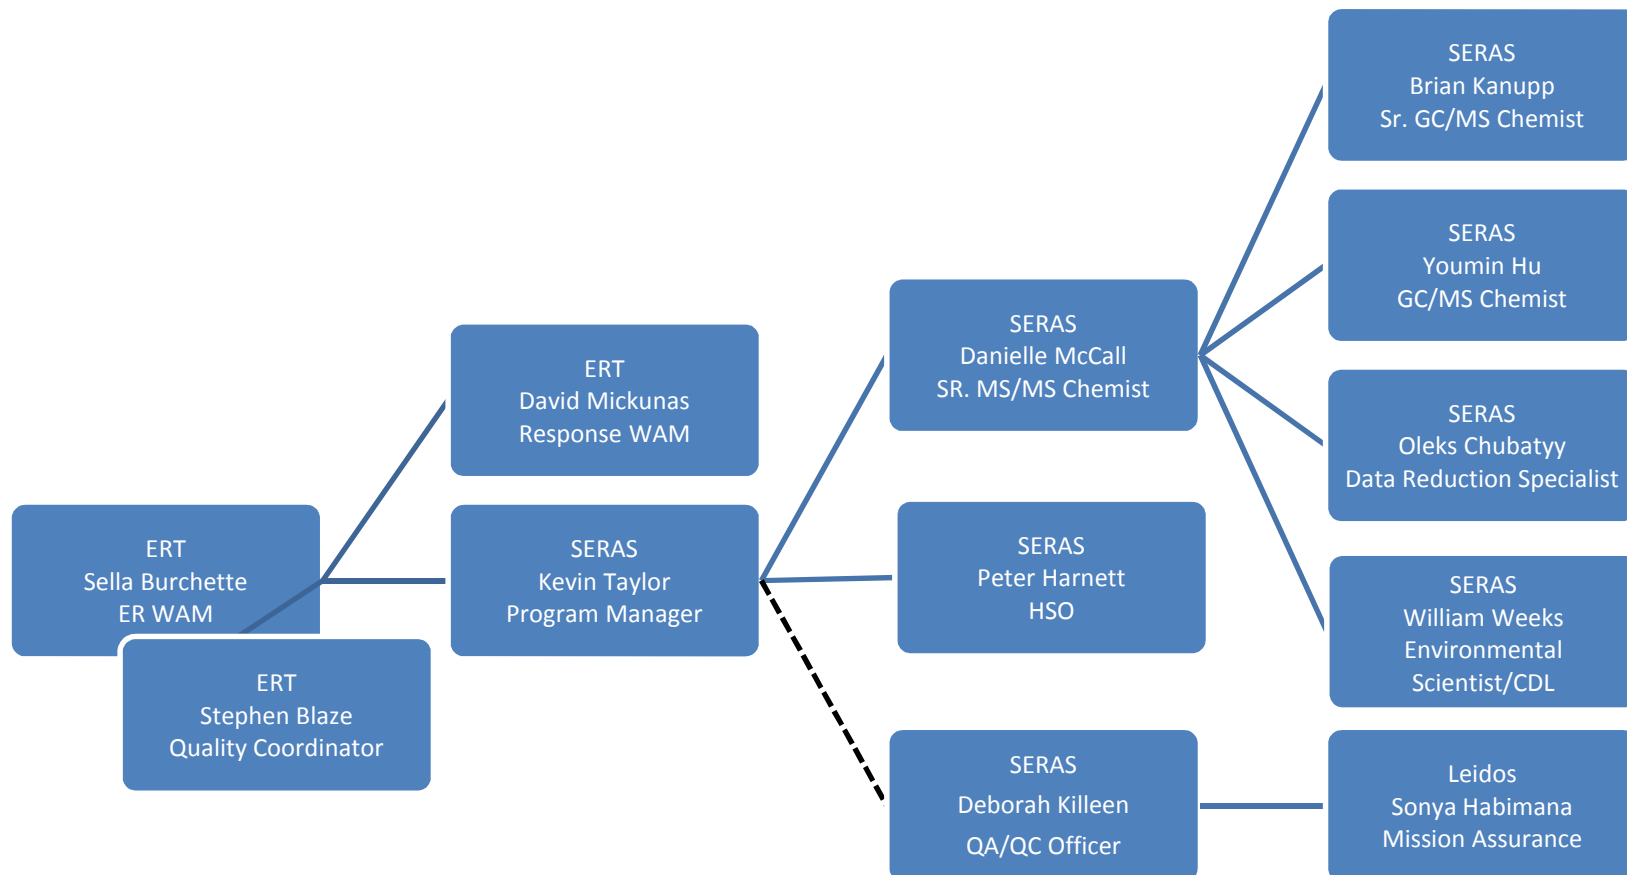 ERT
Sella Burchette
ER WAM
ERT
Stephen Blaze
Quality Coordinator
ERT
David Mickunas
Response WAM
SERAS
Kevin Taylor
Program Manager
SERAS
Danielle McCall
SR. MS/MS Chemist
SERAS
Peter Harnett
HSO
SERAS
Deborah Killeen
QA/QC Officer
SERAS
Brian Kanupp
Sr. GC/MS Chemist
SERAS
Youmin Hu
GC/MS Chemist
SERAS
Oleks Chubatyy
Data Reduction Specialist
SERAS
William Weeks
Environmental
Scientist/CDL
Leidos
Sonya Habimana
Mission Assurance